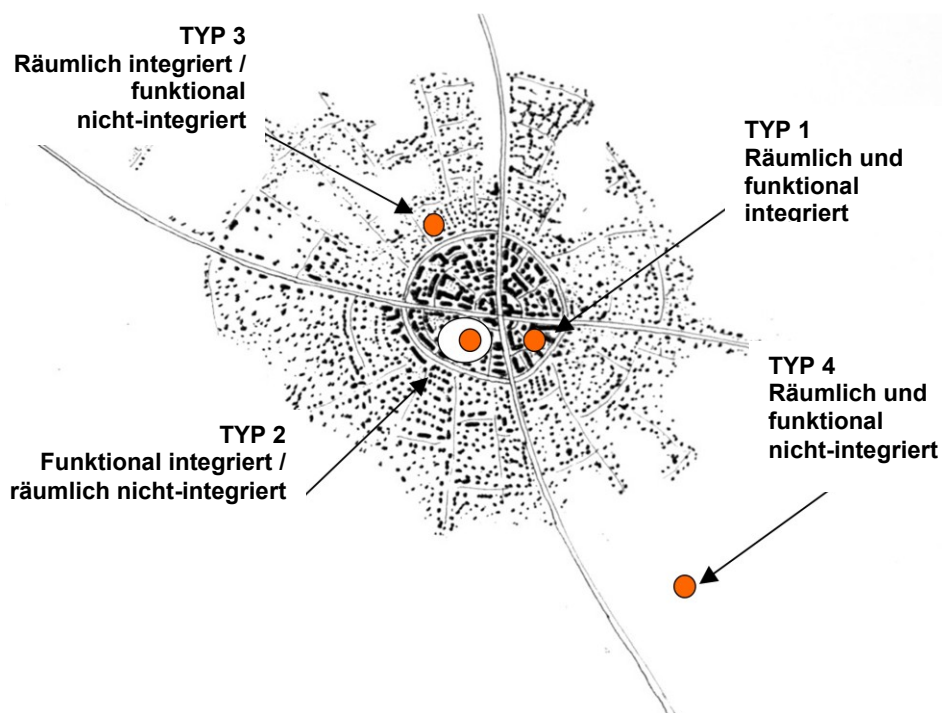 TYP 3
Räumlich integriert /
funktional
nicht-integriert
TYP 1
Räumlich und
funktional
integriert
TYP 4
Räumlich und
funktional
nicht-integriert
TYP 2
Funktional integriert /
räumlich nicht-integriert